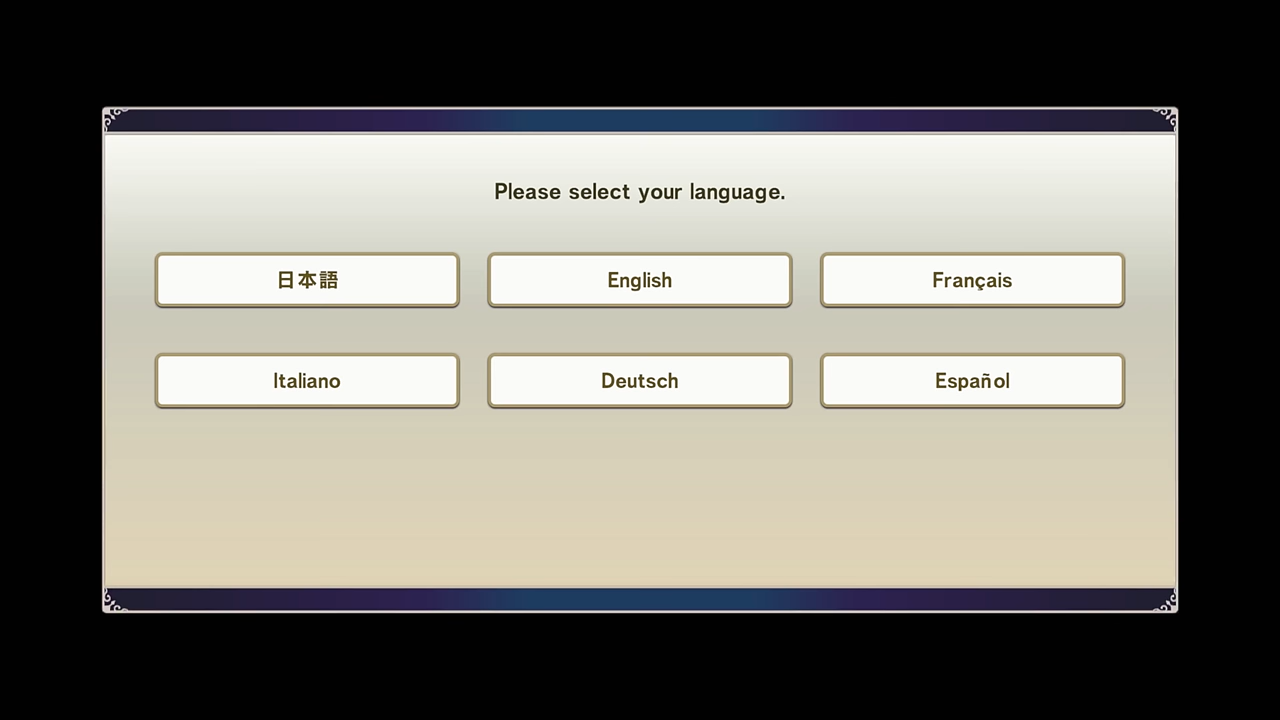 Please select your language.
日本語
English
Français
Italiano
Deutsch
Español